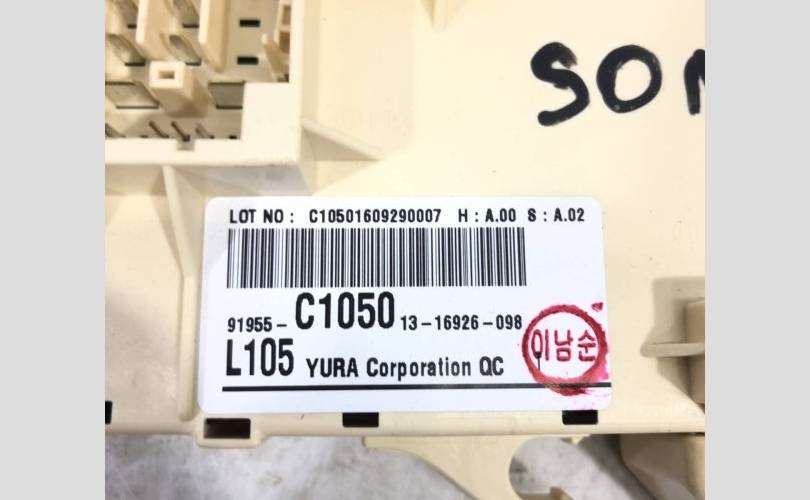 SON
LOT NO : C10501609290007 H : A.00 S : A.02
91955-C1050 13-16926-098
L105 YURA Corporation QC
이남순